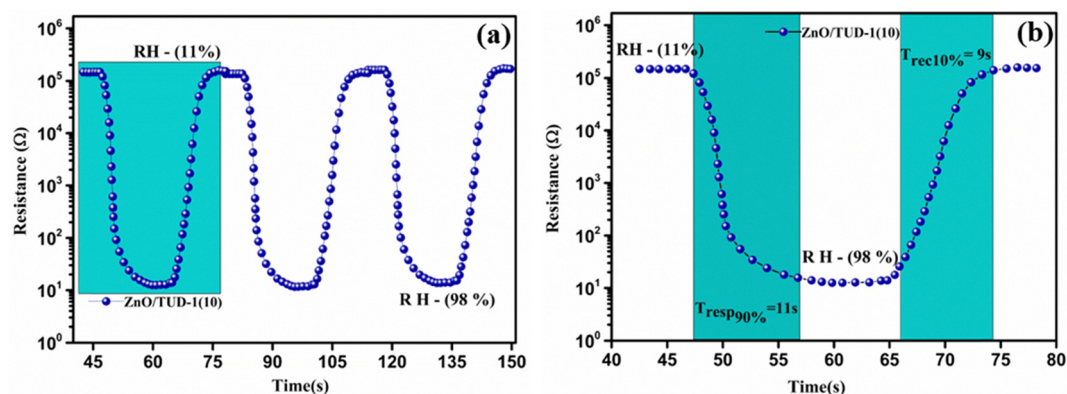 (a)
RH - (11%)
R H - (98 %)
ZnO/TUD-1(10)
Resistance (Ω)
10⁶
10⁵
10⁴
10³
10²
10¹
10⁰
45 60 75 90 105 120 135 150
Time(s)
(b)
ZnO/TUD-1(10)
RH - (11%)
Trec10%= 9s
R H - (98 %)
Tresp90%=11s
Resistance (Ω)
10⁶
10⁵
10⁴
10³
10²
10¹
10⁰
40 45 50 55 60 65 70 75 80
Time(s)